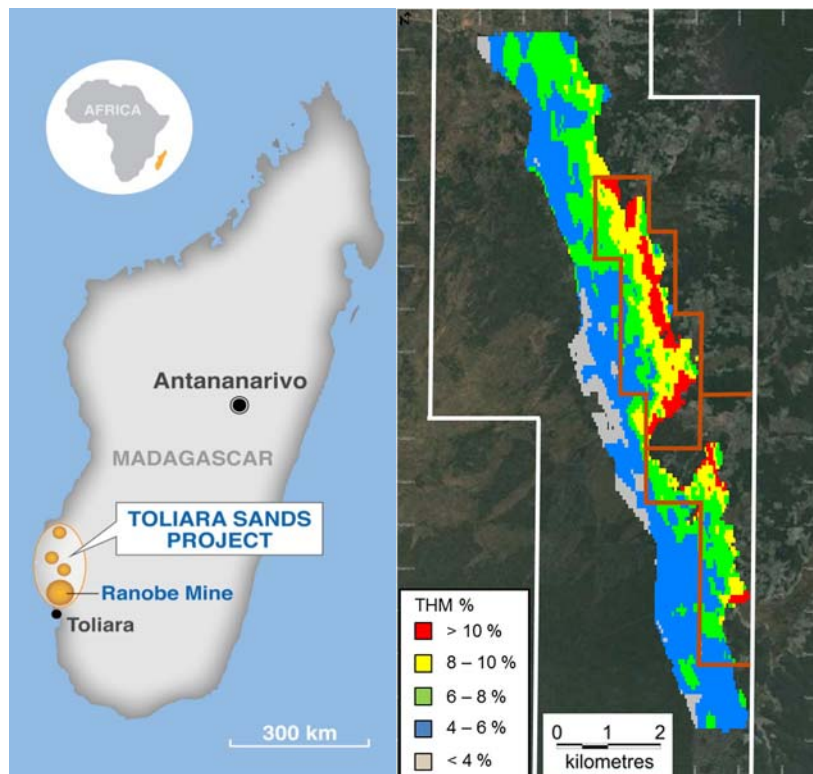 AFRICA
Antananarivo
MADAGASCAR
TOLIARA SANDS
PROJECT
Ranobe Mine
Toliara
300 km
THM %
> 10 %
8 – 10 %
6 – 8 %
4 – 6 %
< 4 %
0 1 2
kilometres